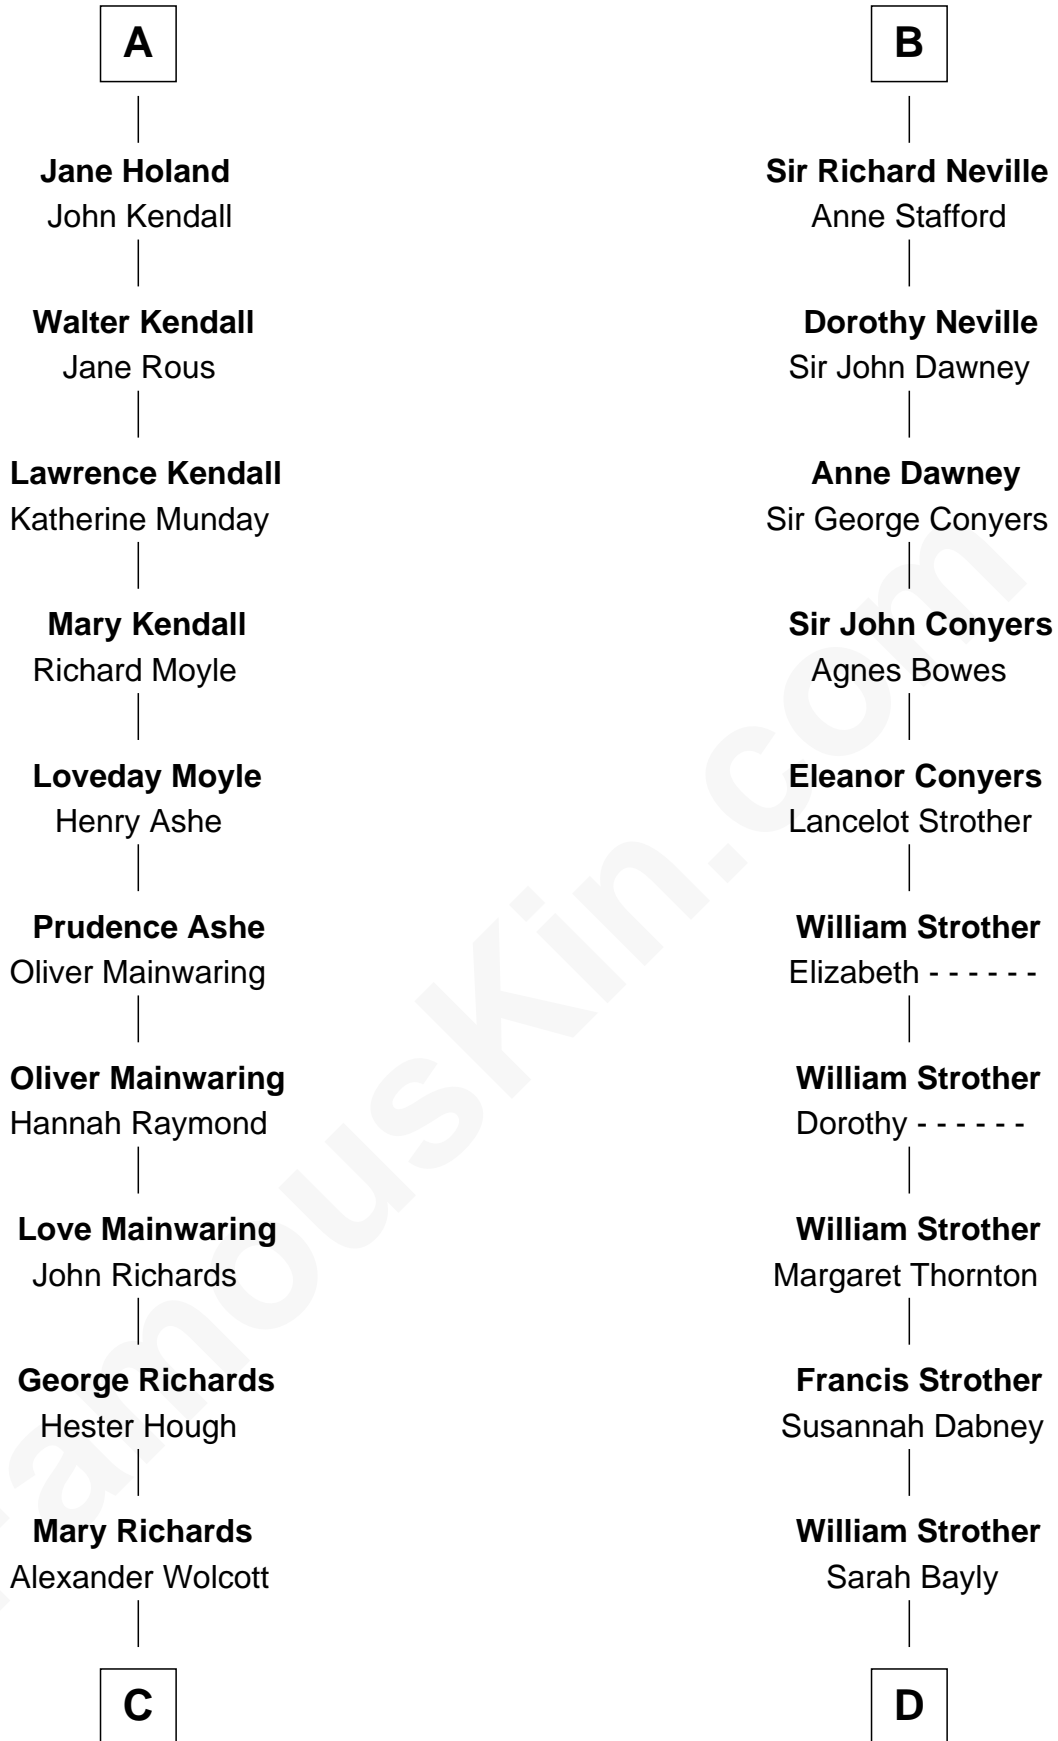 A
Jane Holand
John Kendall
Walter Kendall
Jane Rous
Lawrence Kendall
Katherine Munday
Mary Kendall
Richard Moyle
Loveday Moyle
Henry Ashe
Prudence Ashe
Oliver Mainwaring
Oliver Mainwaring
Hannah Raymond
Love Mainwaring
John Richards
George Richards
Hester Hough
Mary Richards
Alexander Wolcott
C
B
Sir Richard Neville
Anne Stafford
Dorothy Neville
Sir John Dawney
Anne Dawney
Sir George Conyers
Sir John Conyers
Agnes Bowes
Eleanor Conyers
Lancelot Strother
William Strother
Elizabeth - - - - - -
William Strother
Dorothy - - - - - -
William Strother
Margaret Thornton
Francis Strother
Susannah Dabney
William Strother
Sarah Bayly
D
FamousKin.com